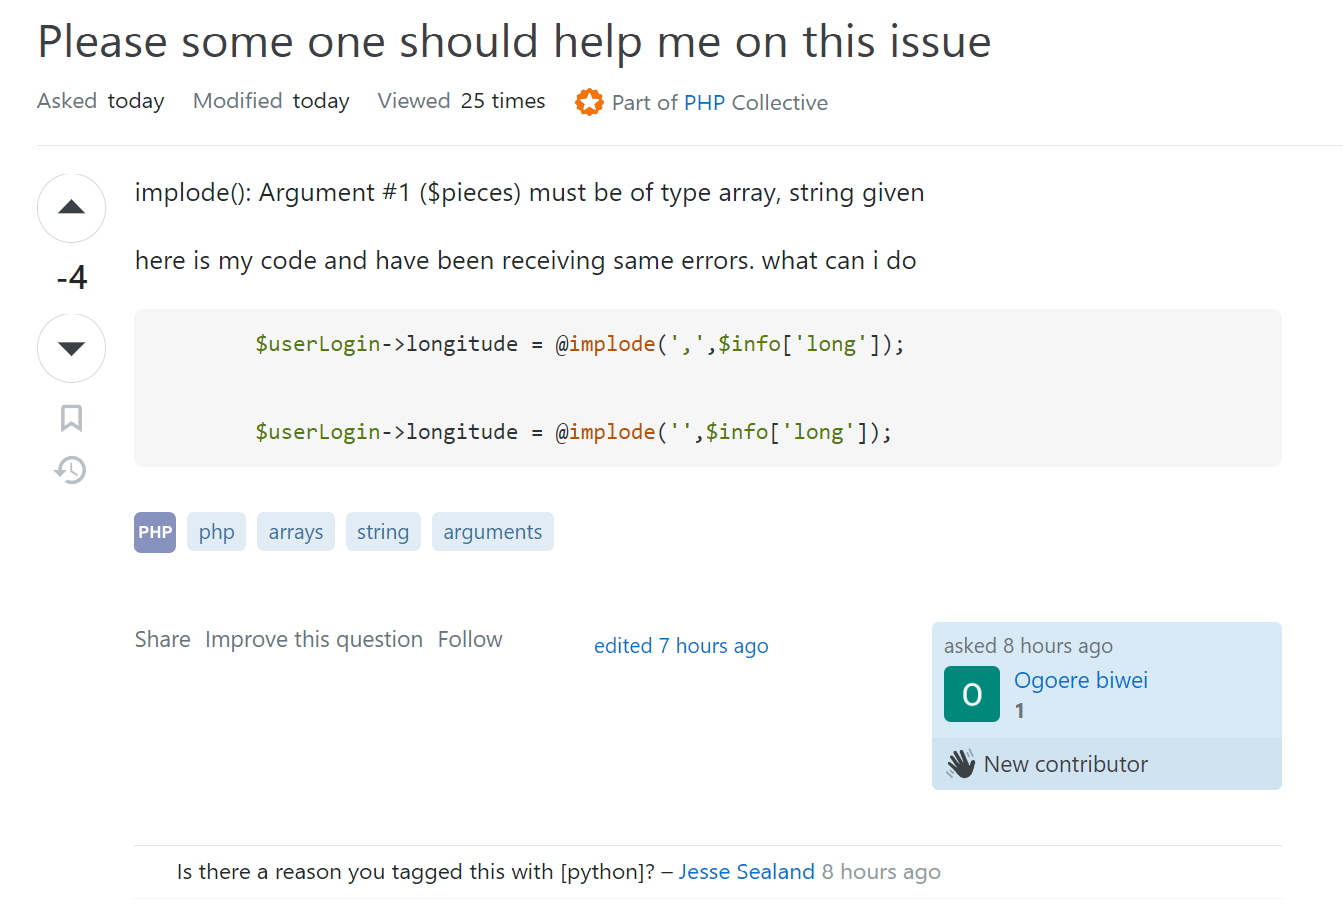 Please some one should help me on this issue
Asked today Modified today Viewed 25 times Part of PHP Collective
implode(): Argument #1 ($pieces) must be of type array, string given
-4
here is my code and have been receiving same errors. what can i do
$userLogin->longitude = @implode(',',$info['long']);
$userLogin->longitude = @implode('',$info['long']);
PHP php arrays string arguments
Share Improve this question Follow
edited 7 hours ago
asked 8 hours ago
O
Ogoere biwei
1
New contributor
Is there a reason you tagged this with [python]? – Jesse Sealand 8 hours ago